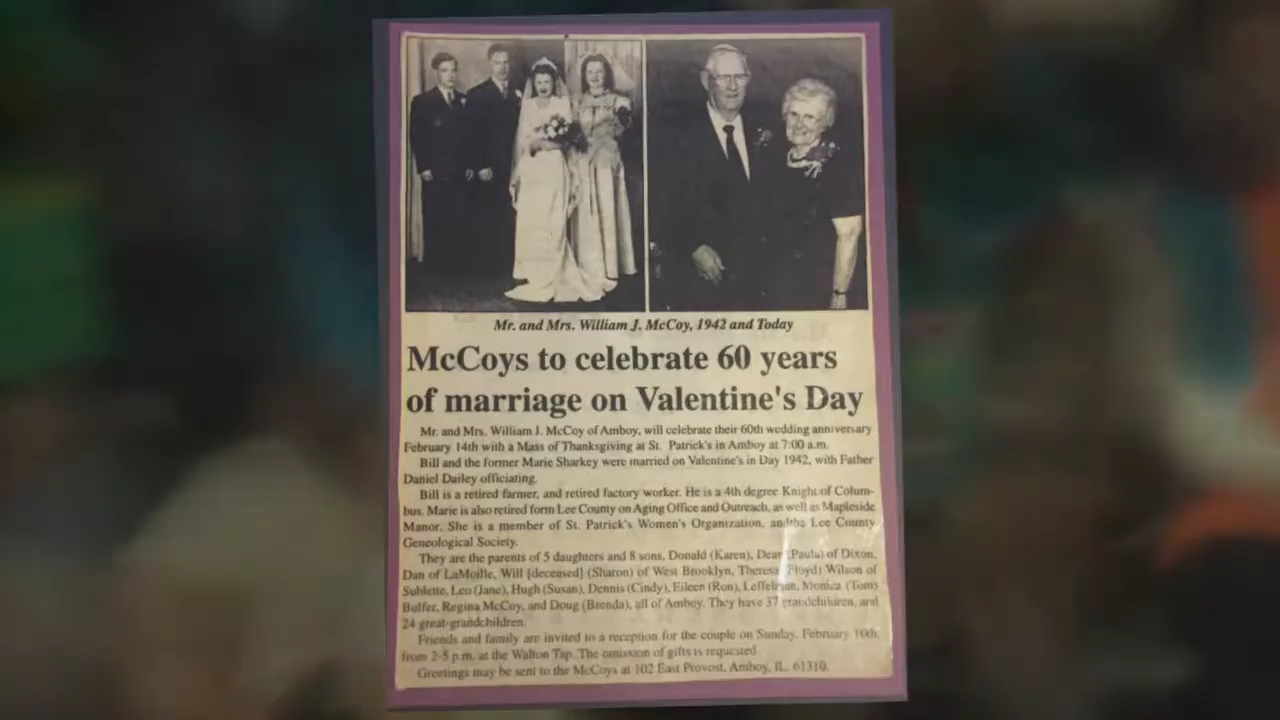 Mr. and Mrs. William J. McCoy, 1942 and Today
McCoys to celebrate 60 years
of marriage on Valentine's Day
Mr. and Mrs. William J. McCoy of Amboy, will celebrate their 60th wedding anniversary
February 14th with a Mass of Thanksgiving at St. Patrick's in Amboy at 7:00 a.m.
Bill and the former Marie Sharkey were married on Valentine's in Day 1942, with Father
Daniel Dailey officiating.
Bill is a retired farmer, and retired factory worker. He is a 4th degree Knight of Colum-
bus. Marie is also retired form Lee County on Aging Office and Outreach, as well as Mapleside
Manor. She is a member of St. Patrick's Women's Organization, andthe Lee County
Geneological Society.
They are the parents of 5 daughters and 8 sons, Donald (Karen), Dean (Paula) of Dixon,
Dan of LaMoille, Will [deceased] (Sharon) of West Brooklyn, Theresa (Floyd) Wilson of
Sublette, Leo (Jane), Hugh (Susan), Dennis (Cindy), Eileen (Ron), Leffelman, Monica (Tom)
Bulfer, Regina McCoy, and Doug (Brenda), all of Amboy. They have 37 grandchildren, and
24 great-grandchildren.
Friends and family are invited to a reception for the couple on Sunday, February 10th,
from 2-5 p.m. at the Walton Tap. The omission of gifts is requested
Greetings may be sent to the McCoys at 102 East Provost, Amboy, IL. 61310.